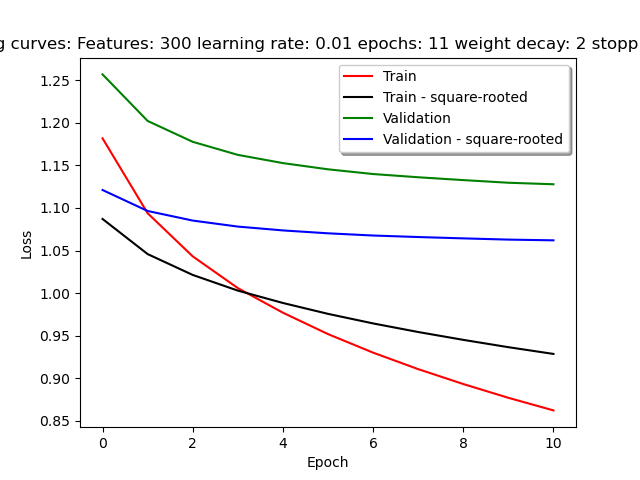 curves: Features: 300 learning rate: 0.01 epochs: 11 weight decay: 2
Train
Train - square-rooted
Validation
Validation - square-rooted
1.25
1.20
1.15
1.10
1.05
1.00
0.95
0.90
0.85
Loss
0
2
4
6
8
10
Epoch